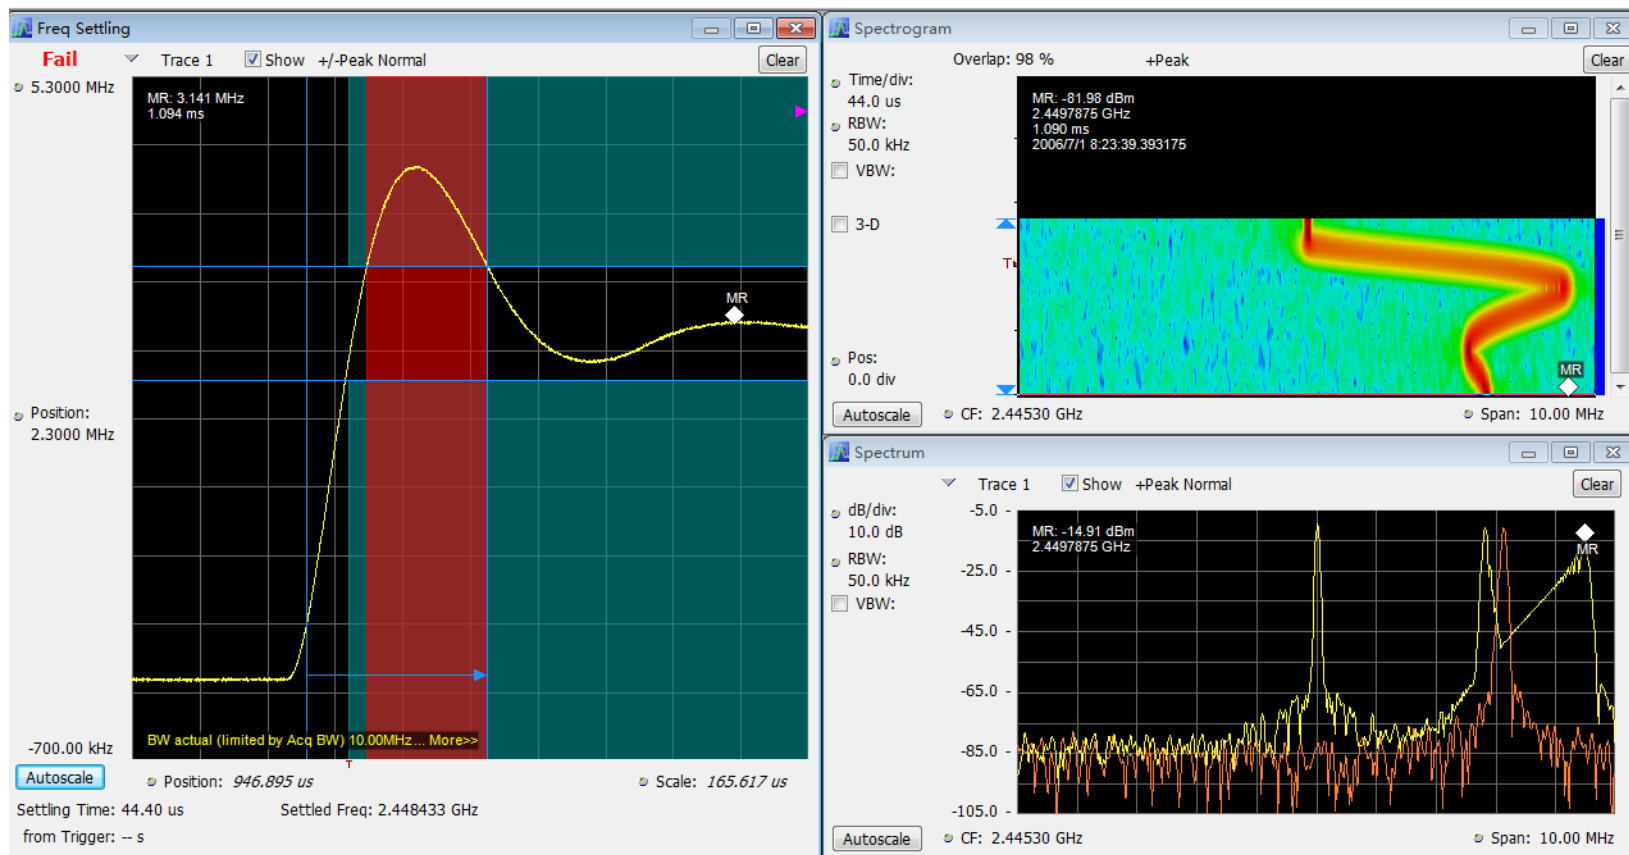 Freq Settling
Fail
Trace 1
Show
+/-Peak Normal
Clear
5.3000 MHz
MR: 3.141 MHz
1.094 ms
MR
Position:
2.3000 MHz
-700.00 kHz
BW actual (limited by Acq BW) 10.00MHz... More>>
T
Autoscale
Position: 946.895 us
Scale: 165.617 us
Settling Time: 44.40 us
Settled Freq: 2.448433 GHz
from Trigger: -- s
Spectrogram
Overlap: 98 %
+Peak
Clear
Time/div:
44.0 us
RBW:
50.0 kHz
VBW:
3-D
MR: -81.98 dBm
2.4497875 GHz
1.090 ms
2006/7/1 8:23:39.393175
T
MR
Pos:
0.0 div
Autoscale
CF: 2.44530 GHz
Span: 10.00 MHz
Spectrum
Trace 1
Show
+Peak Normal
Clear
dB/div:
10.0 dB
RBW:
50.0 kHz
VBW:
-5.0
-25.0
-45.0
-65.0
-85.0
-105.0
MR: -14.91 dBm
2.4497875 GHz
MR
Autoscale
CF: 2.44530 GHz
Span: 10.00 MHz